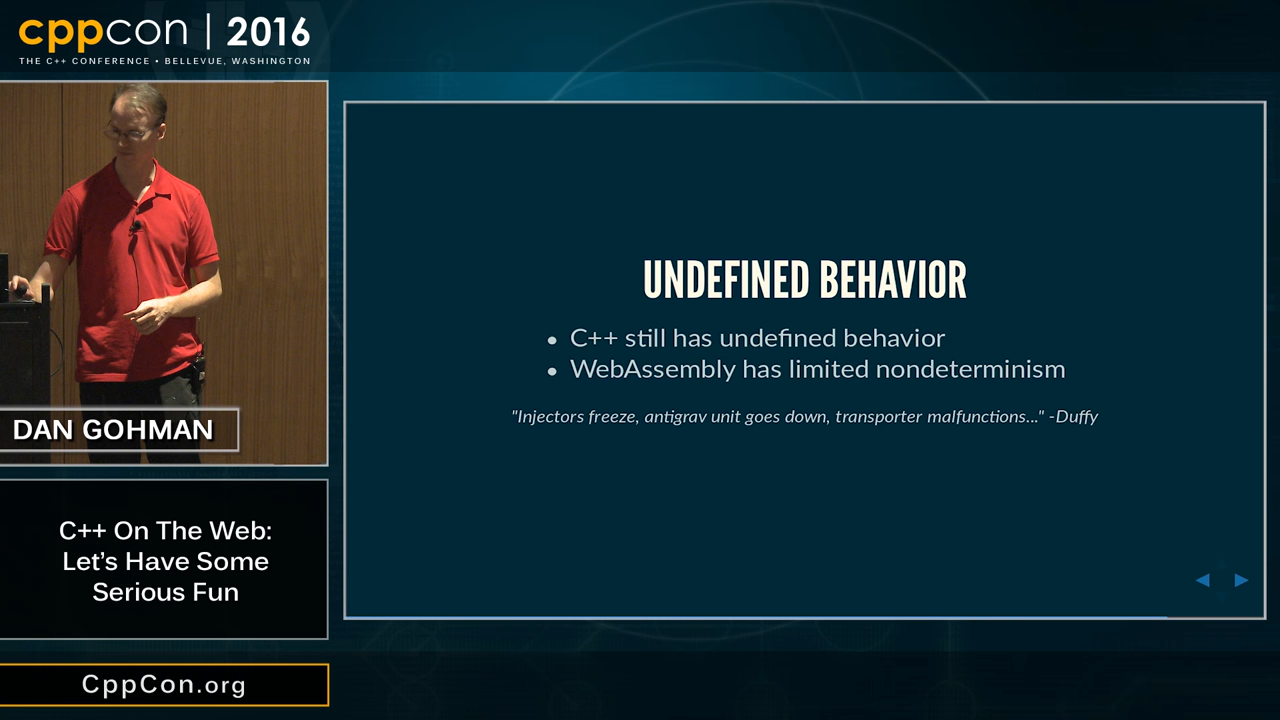 cppcon | 2016
THE C++ CONFERENCE • BELLEVUE, WASHINGTON
DAN GOHMAN
C++ On The Web:
Let's Have Some
Serious Fun
CppCon.org
UNDEFINED BEHAVIOR
• C++ still has undefined behavior
• WebAssembly has limited nondeterminism
"Injectors freeze, antigrav unit goes down, transporter malfunctions..." -Duffy